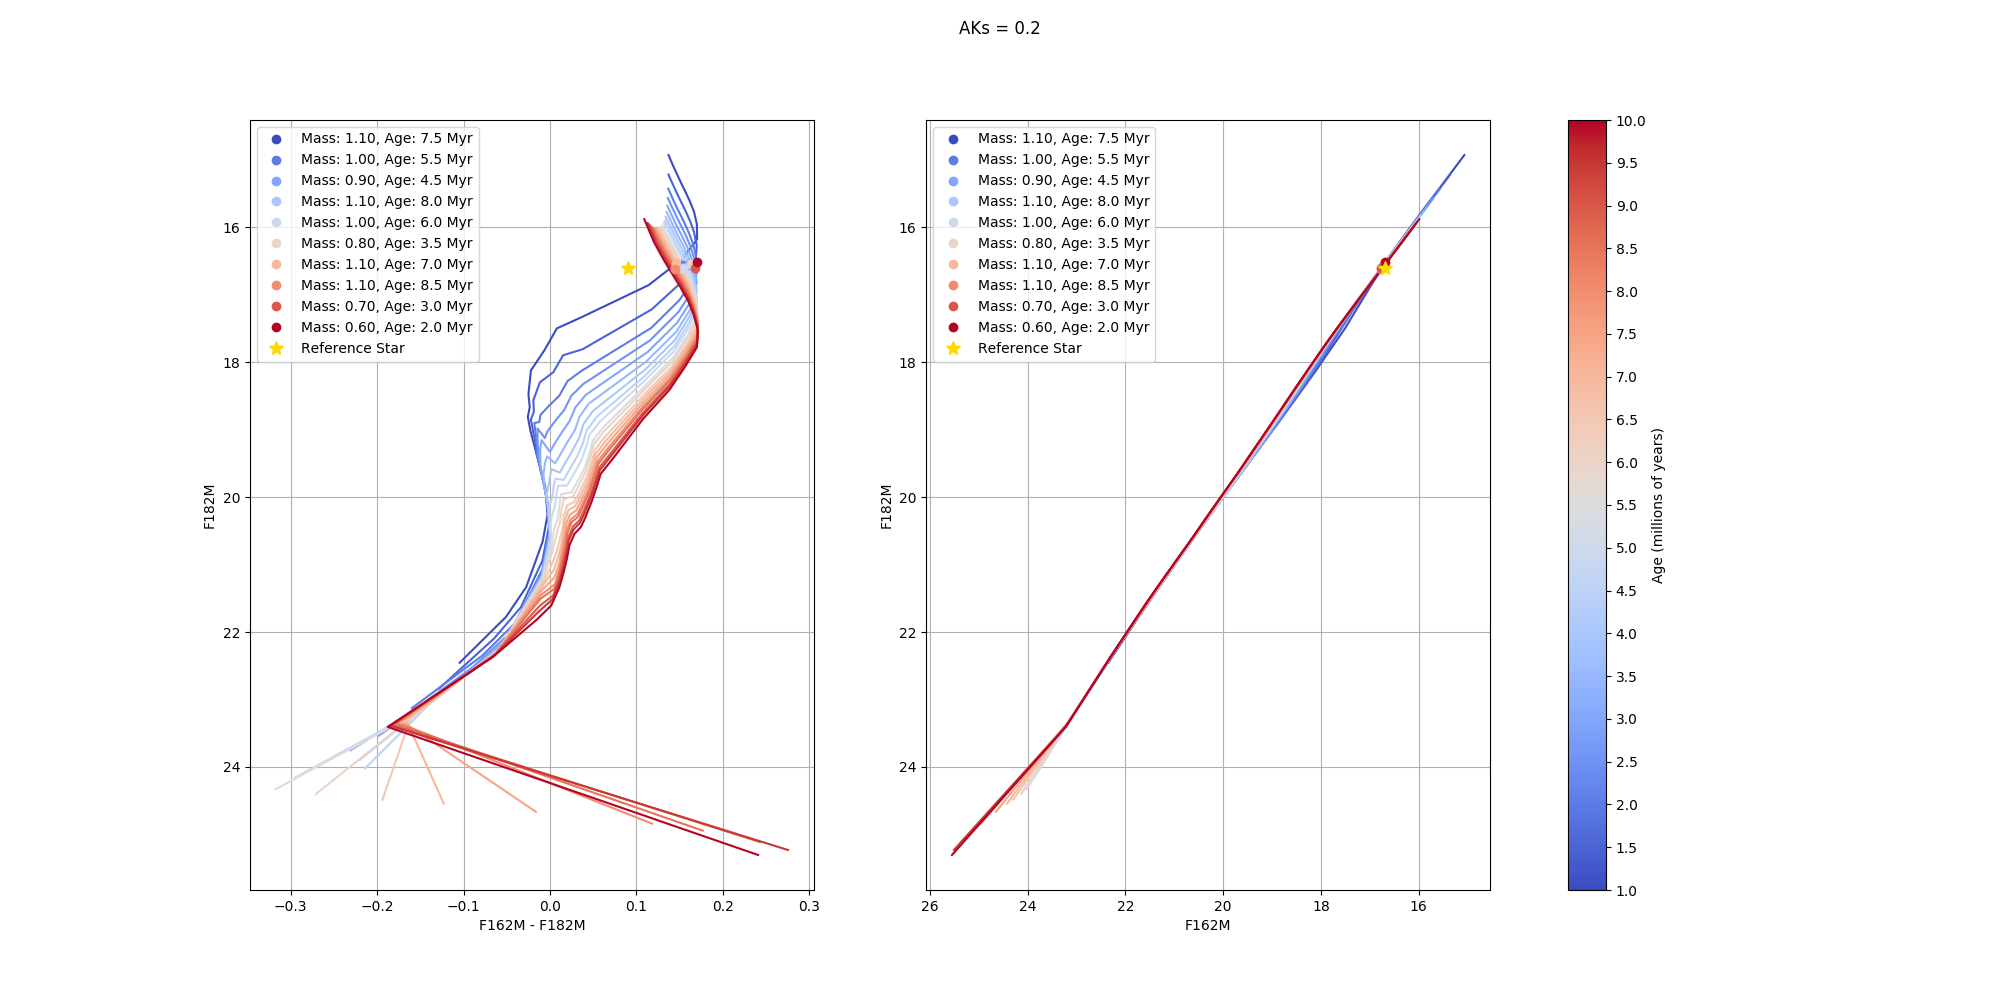 AKs = 0.2
Mass: 1.10, Age: 7.5 Myr
Mass: 1.00, Age: 5.5 Myr
Mass: 0.90, Age: 4.5 Myr
Mass: 1.10, Age: 8.0 Myr
Mass: 1.00, Age: 6.0 Myr
Mass: 0.80, Age: 3.5 Myr
Mass: 1.10, Age: 7.0 Myr
Mass: 1.10, Age: 8.5 Myr
Mass: 0.70, Age: 3.0 Myr
Mass: 0.60, Age: 2.0 Myr
Reference Star
16
18
20
22
24
F182M
−0.3
−0.2
−0.1
0.0
0.1
0.2
0.3
F162M - F182M
Mass: 1.10, Age: 7.5 Myr
Mass: 1.00, Age: 5.5 Myr
Mass: 0.90, Age: 4.5 Myr
Mass: 1.10, Age: 8.0 Myr
Mass: 1.00, Age: 6.0 Myr
Mass: 0.80, Age: 3.5 Myr
Mass: 1.10, Age: 7.0 Myr
Mass: 1.10, Age: 8.5 Myr
Mass: 0.70, Age: 3.0 Myr
Mass: 0.60, Age: 2.0 Myr
Reference Star
16
18
20
22
24
F182M
26
24
22
20
18
16
F162M
10.0
9.5
9.0
8.5
8.0
7.5
7.0
6.5
6.0
5.5
5.0
4.5
4.0
3.5
3.0
2.5
2.0
1.5
1.0
Age (millions of years)